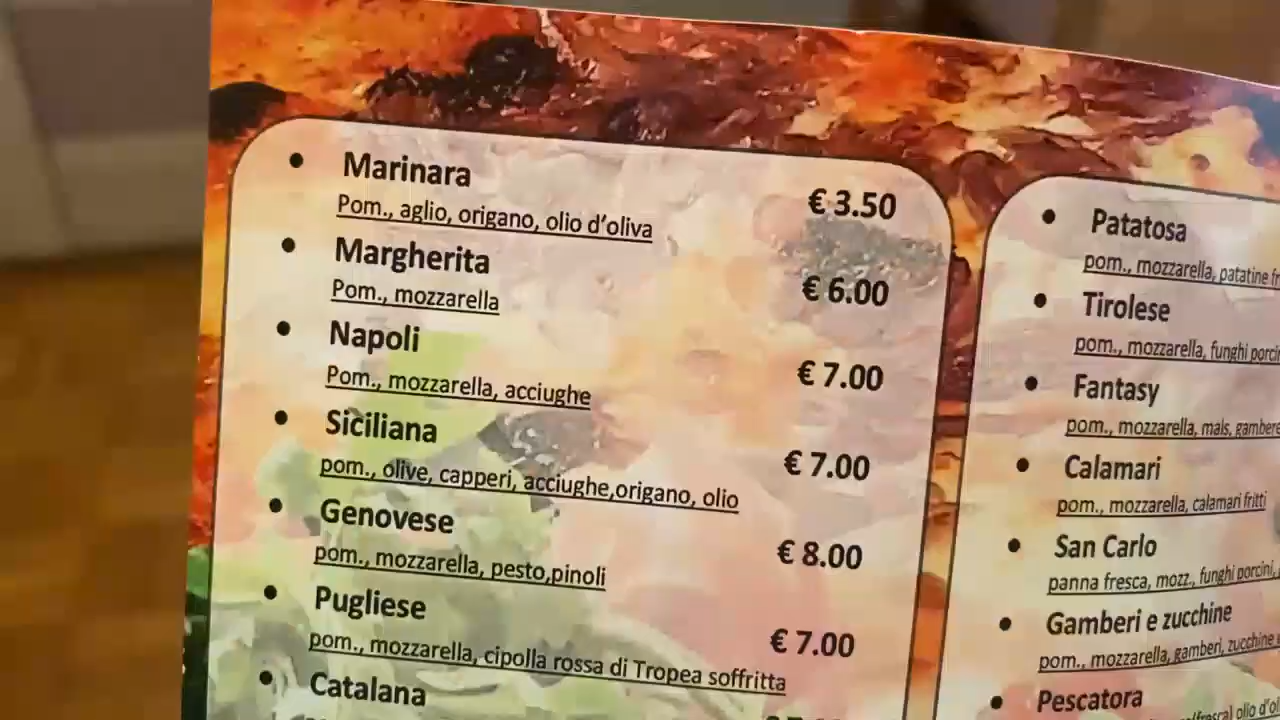 Marinara
€ 3.50
Pom., aglio, origano, olio d'oliva
Margherita
€ 6.00
Pom., mozzarella
Napoli
€ 7.00
Pom., mozzarella, acciughe
Siciliana
€ 7.00
pom., olive, capperi, acciughe,origano, olio
Genovese
€ 8.00
pom., mozzarella, pesto,pinoli
Pugliese
€ 7.00
pom., mozzarella, cipolla rossa di Tropea soffritta
Catalana
Patatosa
pom., mozzarella, patatine
Tirolese
pom., mozzarella, funghi
Fantasy
pom., mozzarella, mais,
Calamari
pom., mozzarella, calamari fritti
San Carlo
panna fresca, mozz., funghi porcini,
Gamberi e zucchine
pom., mozzarella, gamberi, zucchine
Pescatora
olio